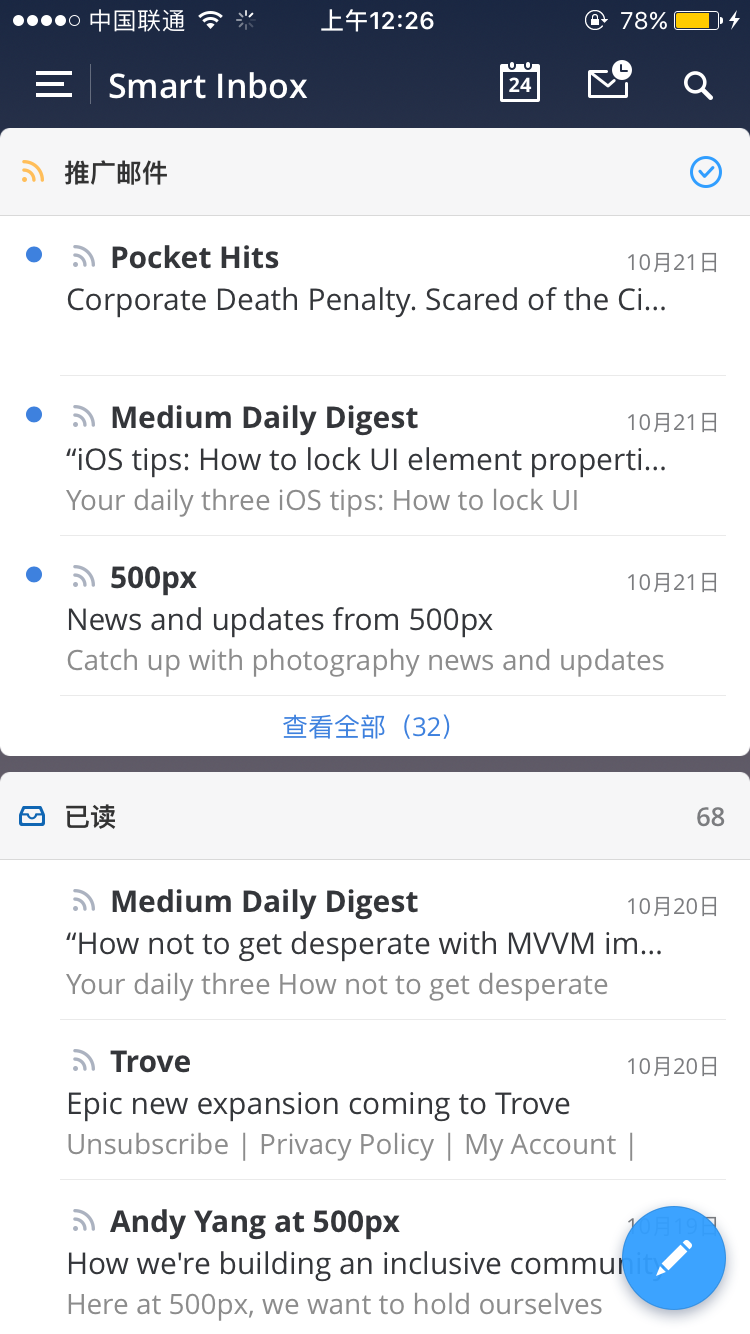 中国联通 上午12:26 78%
Smart Inbox 24
推广邮件
Pocket Hits 10月21日
Corporate Death Penalty. Scared of the Ci...
Medium Daily Digest 10月21日
“iOS tips: How to lock UI element properti...
Your daily three iOS tips: How to lock UI
500px 10月21日
News and updates from 500px
Catch up with photography news and updates
查看全部（32）
已读 68
Medium Daily Digest 10月20日
“How not to get desperate with MVVM im...
Your daily three How not to get desperate
Trove 10月20日
Epic new expansion coming to Trove
Unsubscribe | Privacy Policy | My Account |
Andy Yang at 500px 10月19日
How we're building an inclusive community
Here at 500px, we want to hold ourselves